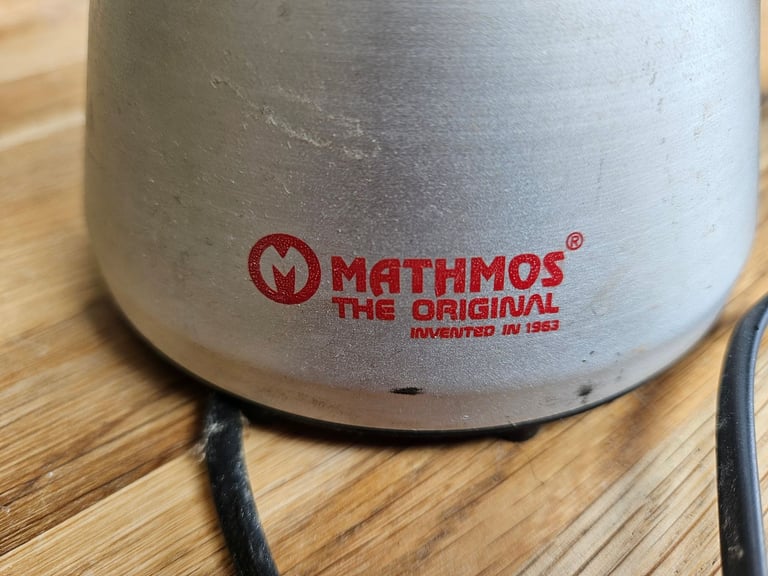 M MATHMOS®
THE ORIGINAL
INVENTED IN 1963